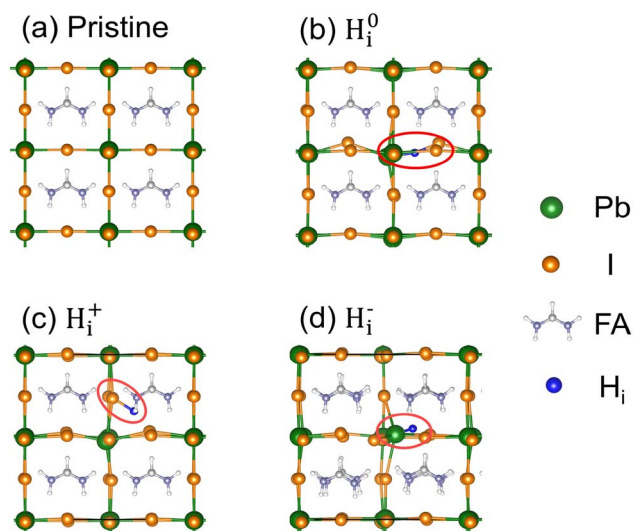 (a) Pristine
(b) H_i^0
Pb
I
FA
H_i
(c) H_i^+
(d) H_i^-